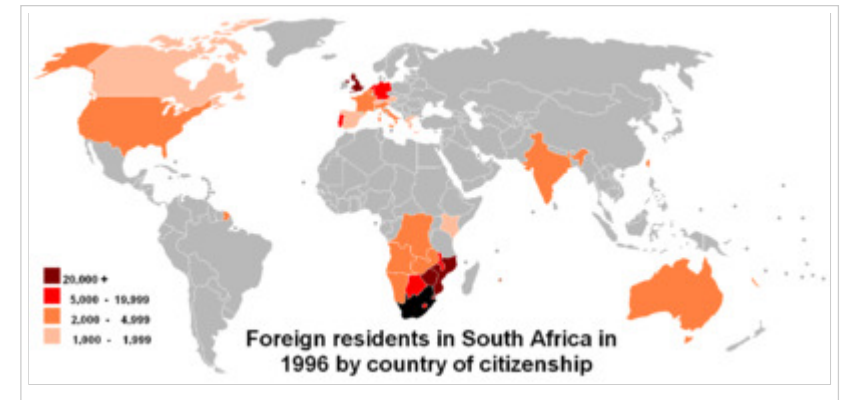 20,000 +
5,000 - 19,999
2,000 - 4,999
1,000 - 1,999
Foreign residents in South Africa in
1996 by country of citizenship